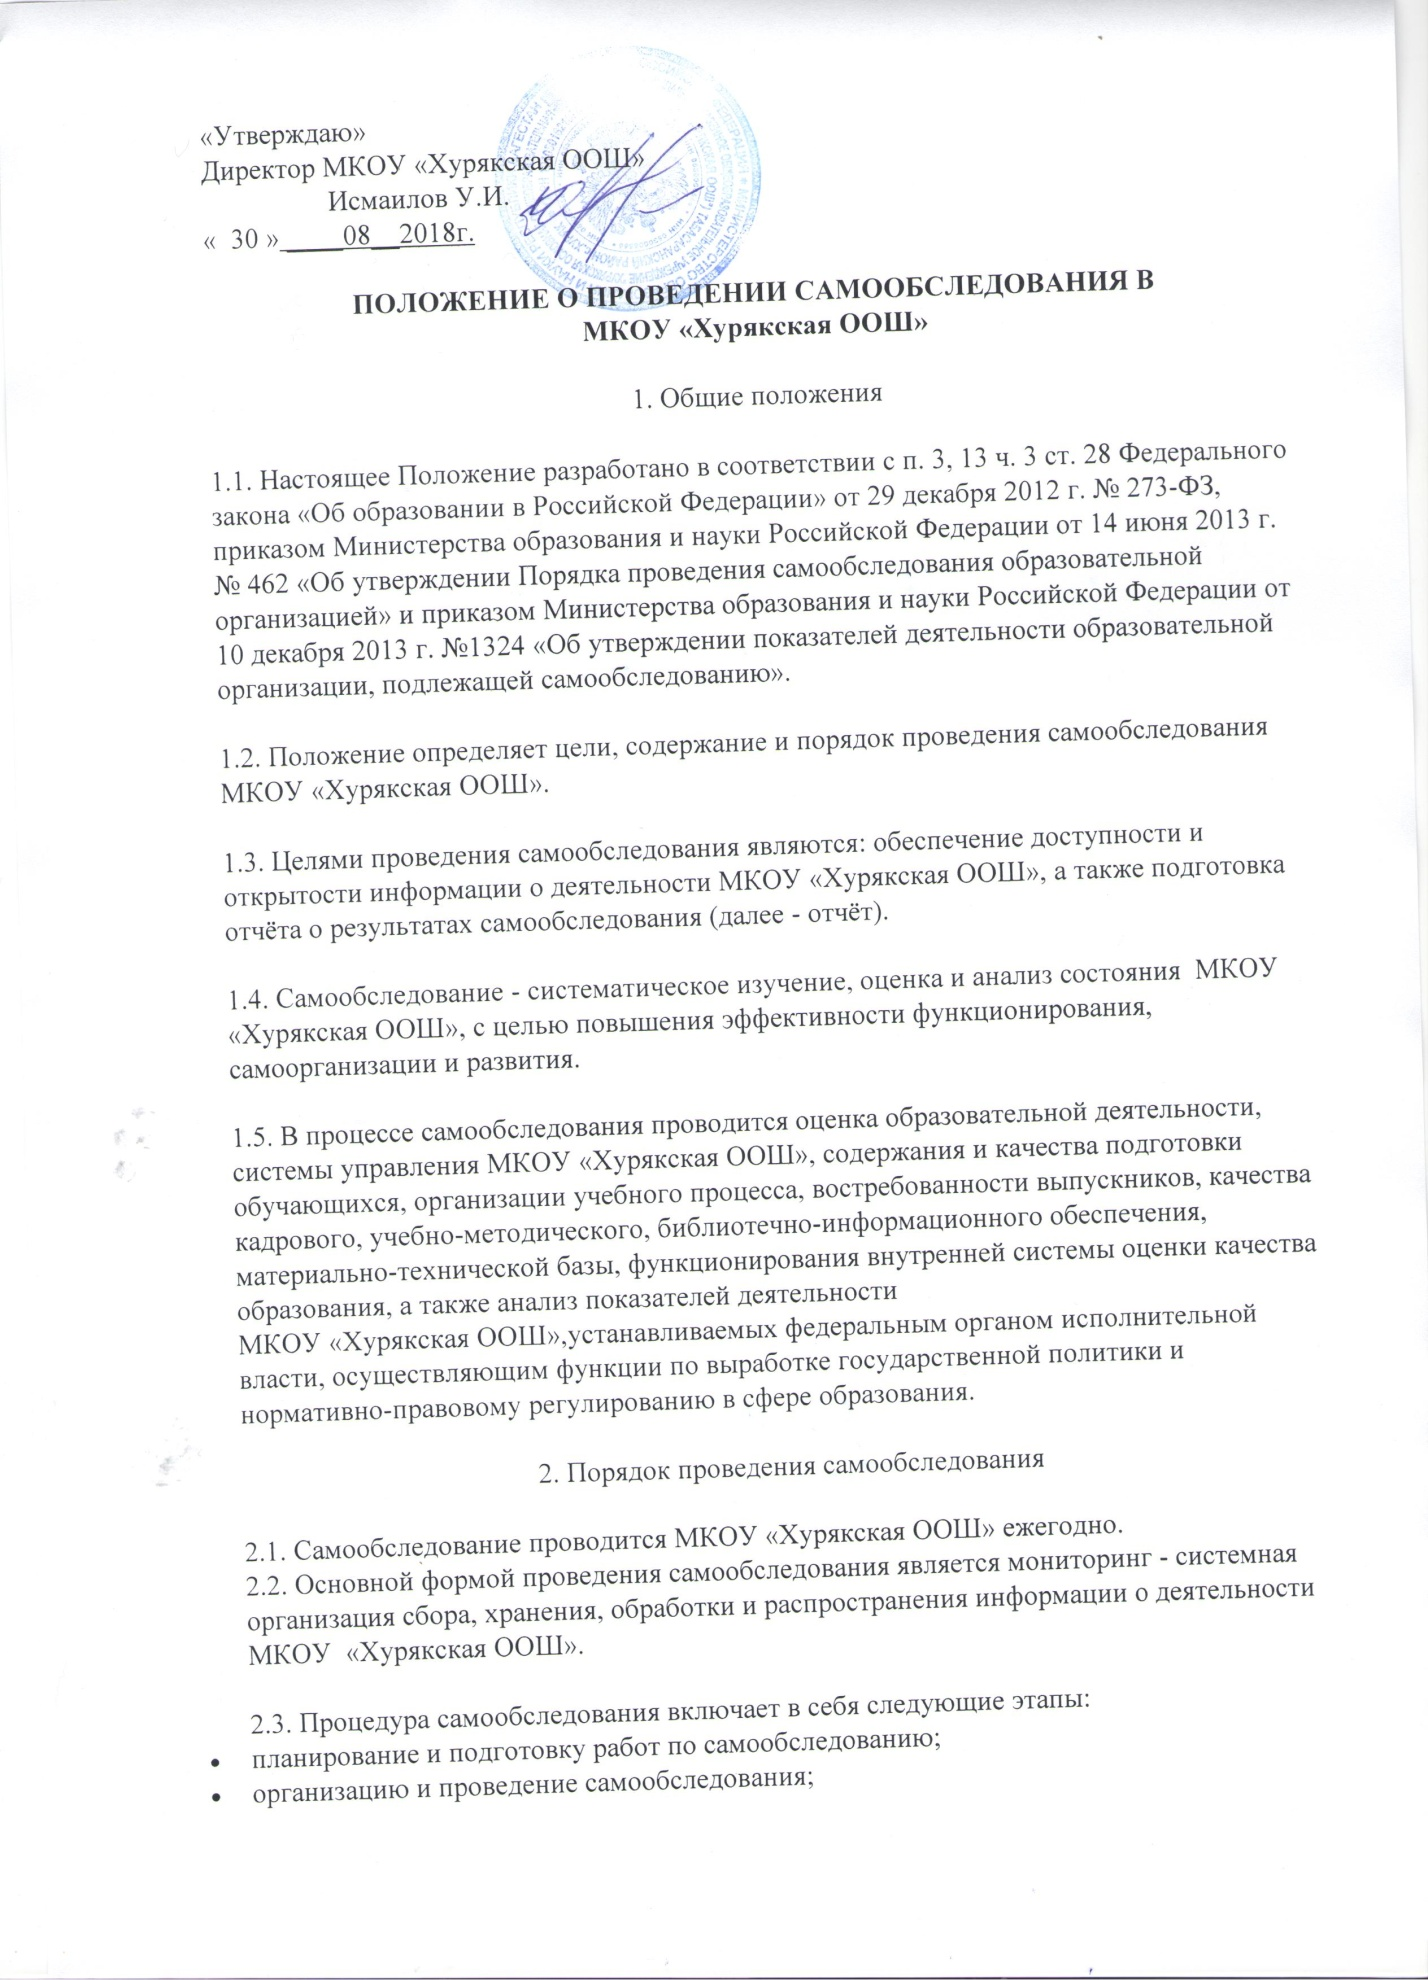 «Утверждаю»
Директор МКОУ «Хурякская ООШ»
Исмаилов У.И.
« 30 »____08__2018г.
ПОЛОЖЕНИЕ О ПРОВЕДЕНИИ САМООБСЛЕДОВАНИЯ В
МКОУ «Хурякская ООШ»
1. Общие положения
1.1. Настоящее Положение разработано в соответствии с п. 3, 13 ч. 3 ст. 28 Федерального
закона «Об образовании в Российской Федерации» от 29 декабря 2012 г. № 273-ФЗ,
приказом Министерства образования и науки Российской Федерации от 14 июня 2013 г.
№ 462 «Об утверждении Порядка проведения самообследования образовательной
организацией» и приказом Министерства образования и науки Российской Федерации от
10 декабря 2013 г. №1324 «Об утверждении показателей деятельности образовательной
организации, подлежащей самообследованию».
1.2. Положение определяет цели, содержание и порядок проведения самообследования
МКОУ «Хурякская ООШ».
1.3. Целями проведения самообследования являются: обеспечение доступности и
открытости информации о деятельности МКОУ «Хурякская ООШ», а также подготовка
отчёта о результатах самообследования (далее - отчёт).
1.4. Самообследование - систематическое изучение, оценка и анализ состояния МКОУ
«Хурякская ООШ», с целью повышения эффективности функционирования,
самоорганизации и развития.
1.5. В процессе самообследования проводится оценка образовательной деятельности,
системы управления МКОУ «Хурякская ООШ», содержания и качества подготовки
обучающихся, организации учебного процесса, востребованности выпускников, качества
кадрового, учебно-методического, библиотечно-информационного обеспечения,
материально-технической базы, функционирования внутренней системы оценки качества
образования, а также анализ показателей деятельности
МКОУ «Хурякская ООШ»,устанавливаемых федеральным органом исполнительной
власти, осуществляющим функции по выработке государственной политики и
нормативно-правовому регулированию в сфере образования.
2. Порядок проведения самообследования
2.1. Самообследование проводится МКОУ «Хурякская ООШ» ежегодно.
2.2. Основной формой проведения самообследования является мониторинг - системная
организация сбора, хранения, обработки и распространения информации о деятельности
МКОУ «Хурякская ООШ».
2.3. Процедура самообследования включает в себя следующие этапы:
• планирование и подготовку работ по самообследованию;
• организацию и проведение самообследования;